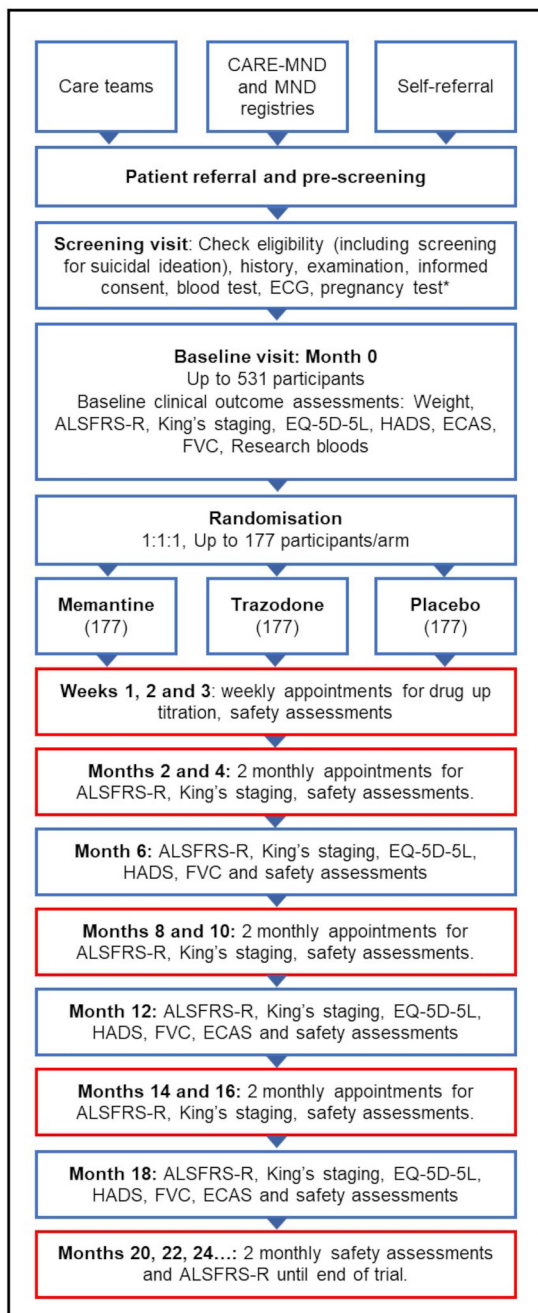 Care teams
CARE-MND
and MND
registries
Self-referral
Patient referral and pre-screening
Screening visit: Check eligibility (including screening
for suicidal ideation), history, examination, informed
consent, blood test, ECG, pregnancy test*
Baseline visit: Month 0
Up to 531 participants
Baseline clinical outcome assessments: Weight,
ALSFRS-R, King’s staging, EQ-5D-5L, HADS, ECAS,
FVC, Research bloods
Randomisation
1:1:1, Up to 177 participants/arm
Memantine
(177)
Trazodone
(177)
Placebo
(177)
Weeks 1, 2 and 3: weekly appointments for drug up
titration, safety assessments
Months 2 and 4: 2 monthly appointments for
ALSFRS-R, King’s staging, safety assessments.
Month 6: ALSFRS-R, King’s staging, EQ-5D-5L,
HADS, FVC and safety assessments
Months 8 and 10: 2 monthly appointments for
ALSFRS-R, King’s staging, safety assessments.
Month 12: ALSFRS-R, King’s staging, EQ-5D-5L,
HADS, FVC, ECAS and safety assessments
Months 14 and 16: 2 monthly appointments for
ALSFRS-R, King’s staging, safety assessments.
Month 18: ALSFRS-R, King’s staging, EQ-5D-5L,
HADS, FVC, ECAS and safety assessments
Months 20, 22, 24…: 2 monthly safety assessments
and ALSFRS-R until end of trial.